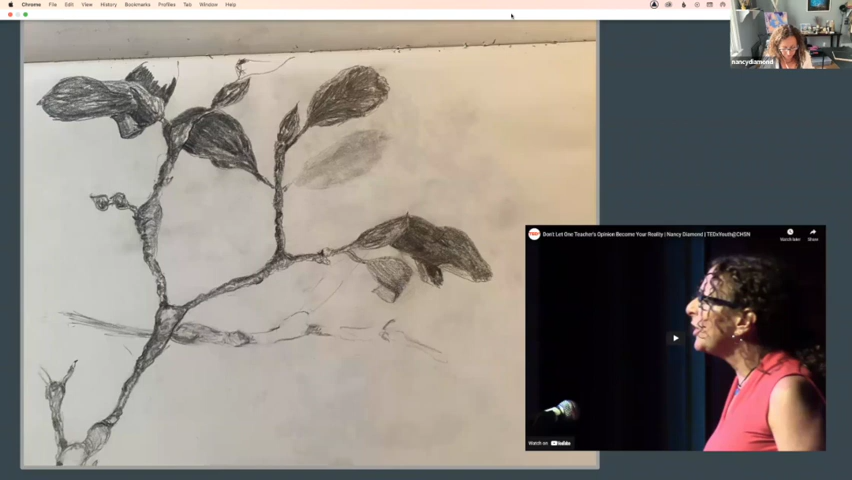 Chrome File Edit View History Bookmarks Profiles Tab Window Help
nancydiamond
TED
Don't Let One Teacher's Opinion Become Your Reality | Nancy Diamond | TEDxYouth@CHSN
Watch later
Share
Watch on YouTube